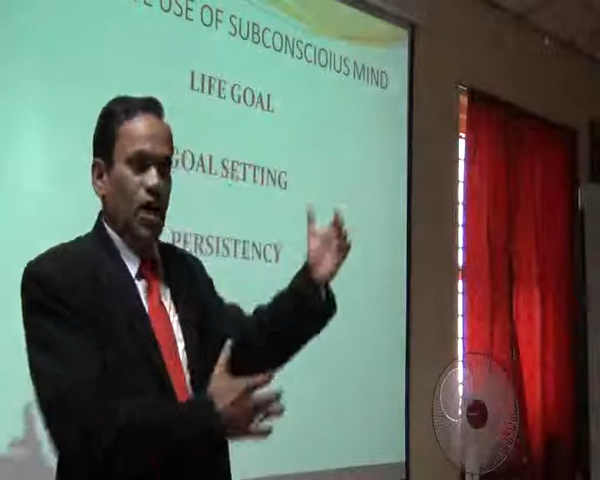 USE OF SUBCONSCIOIUS MIND
LIFE GOAL
GOAL SETTING
PERSISTENCY